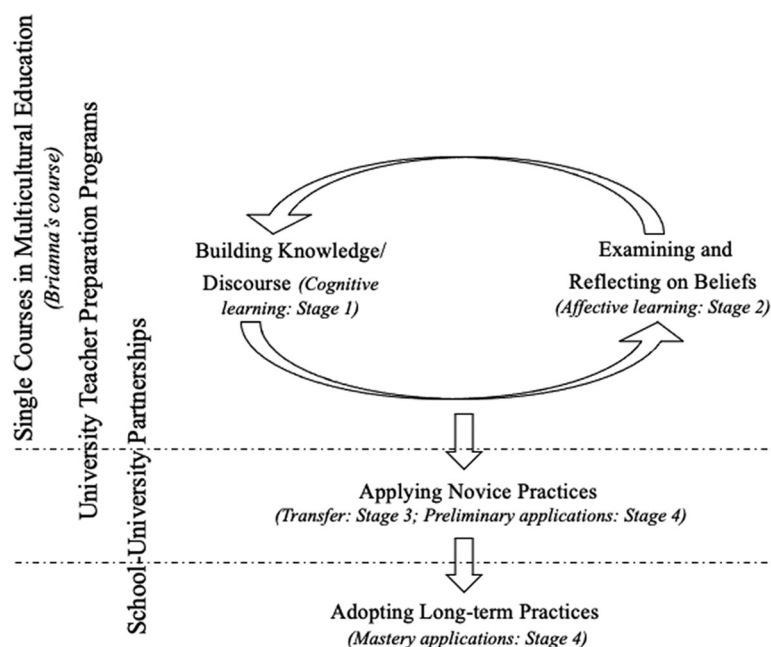 Single Courses in Multicultural Education
(Brianna's course)
University Teacher Preparation Programs
School-University Partnerships
Building Knowledge/
Discourse (Cognitive
learning: Stage 1)
Examining and
Reflecting on Beliefs
(Affective learning: Stage 2)
Applying Novice Practices
(Transfer: Stage 3; Preliminary applications: Stage 4)
Adopting Long-term Practices
(Mastery applications: Stage 4)